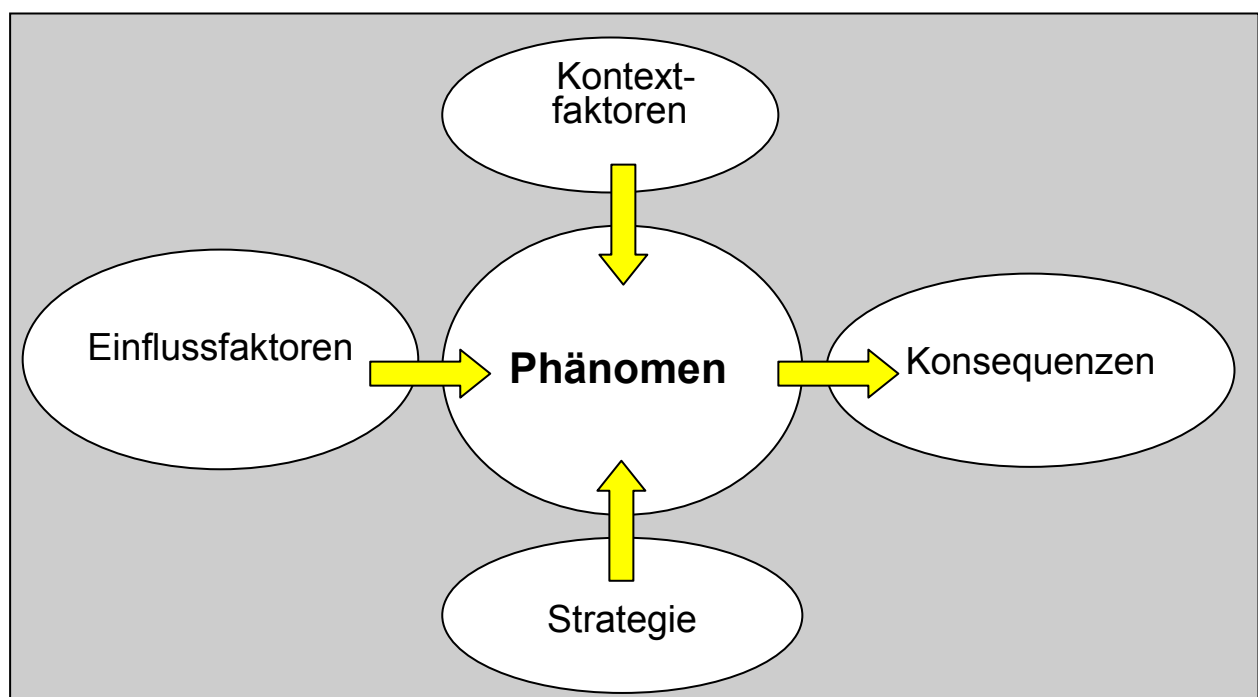 Kontext-
faktoren
Einflussfaktoren
Phänomen
Konsequenzen
Strategie